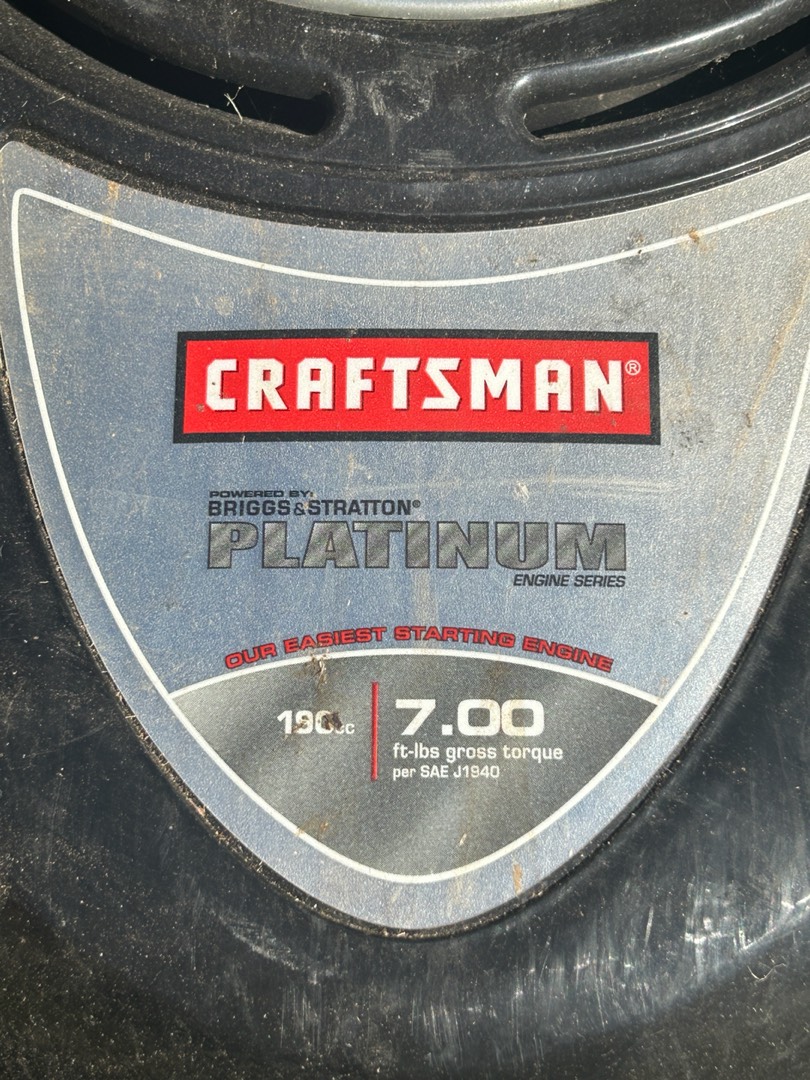 CRAFTSMAN®
POWERED BY:
BRIGGS & STRATTON®
PLATINUM
ENGINE SERIES
OUR EASIEST STARTING ENGINE
190cc
7.00
ft-lbs gross torque
per SAE J1940